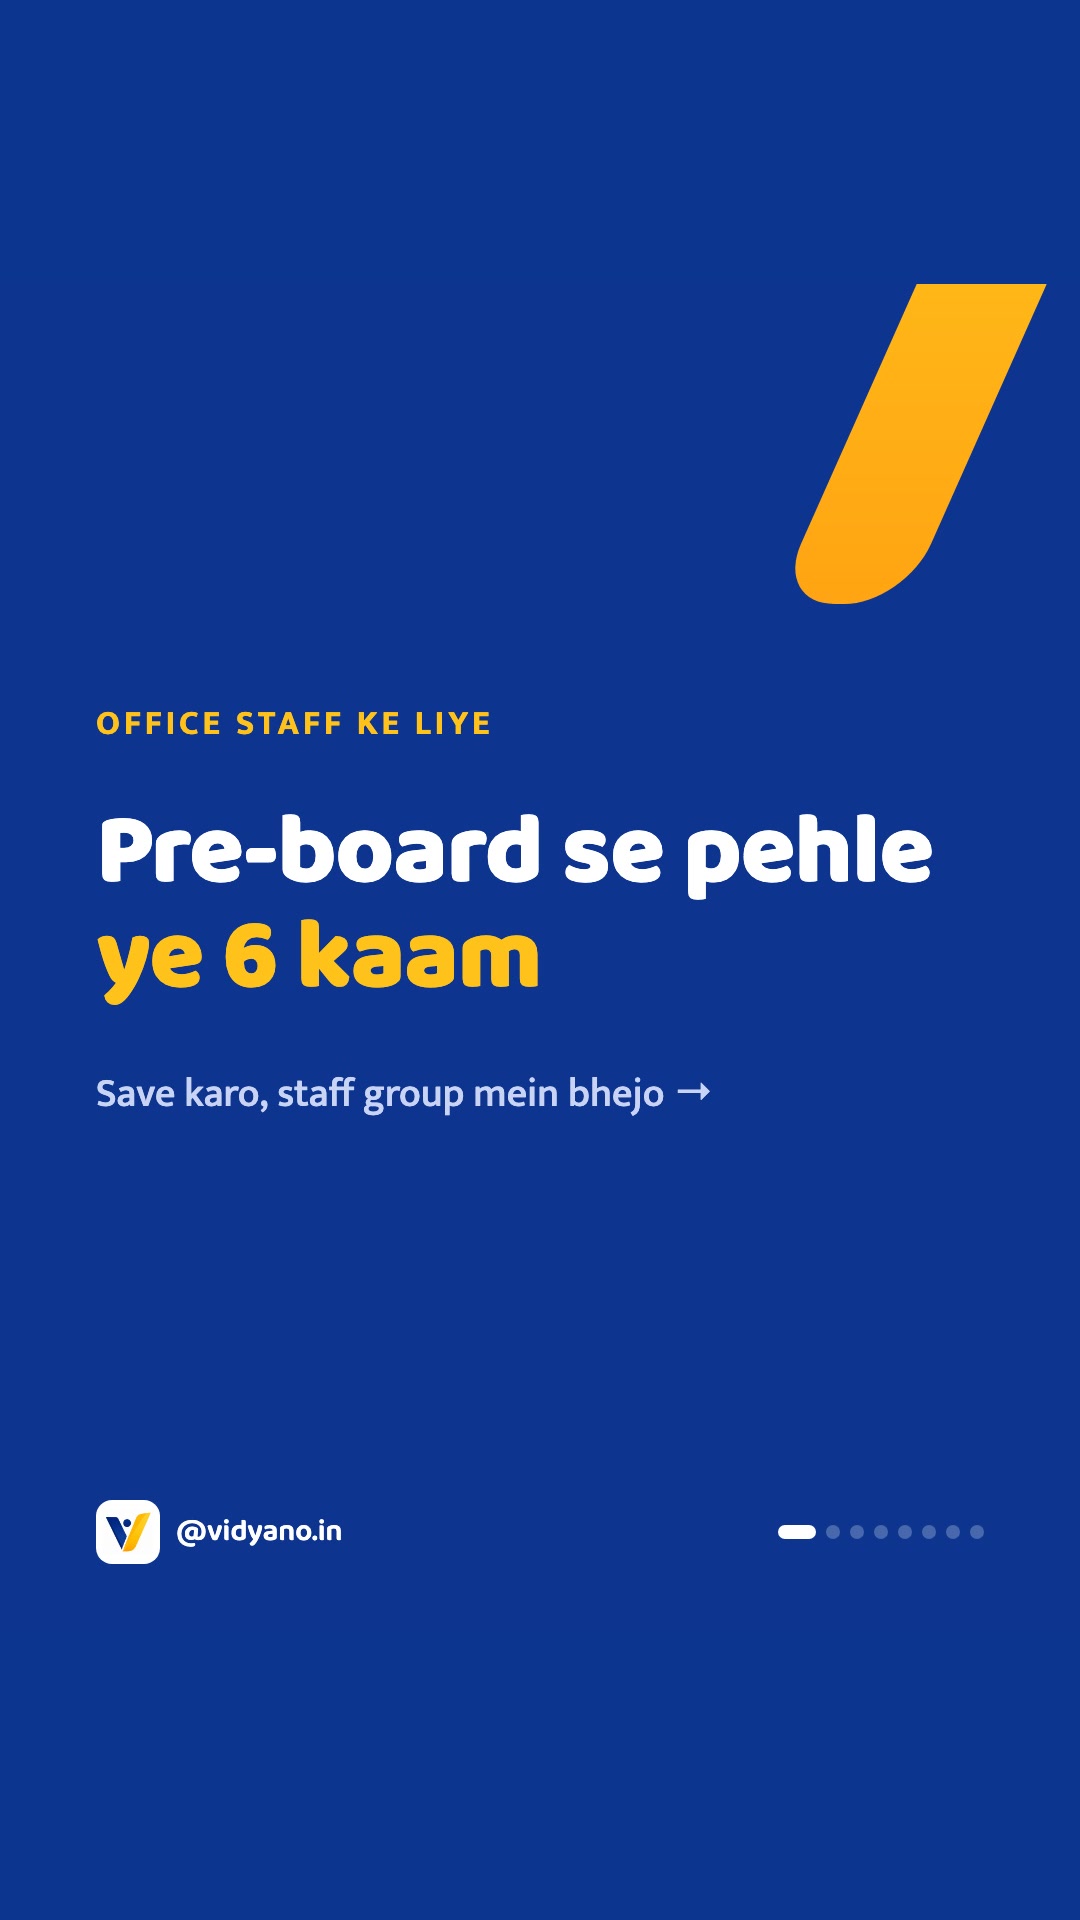 OFFICE STAFF KE LIYE
Pre-board se pehle
ye 6 kaam
Save karo, staff group mein bhejo →
@vidyano.in